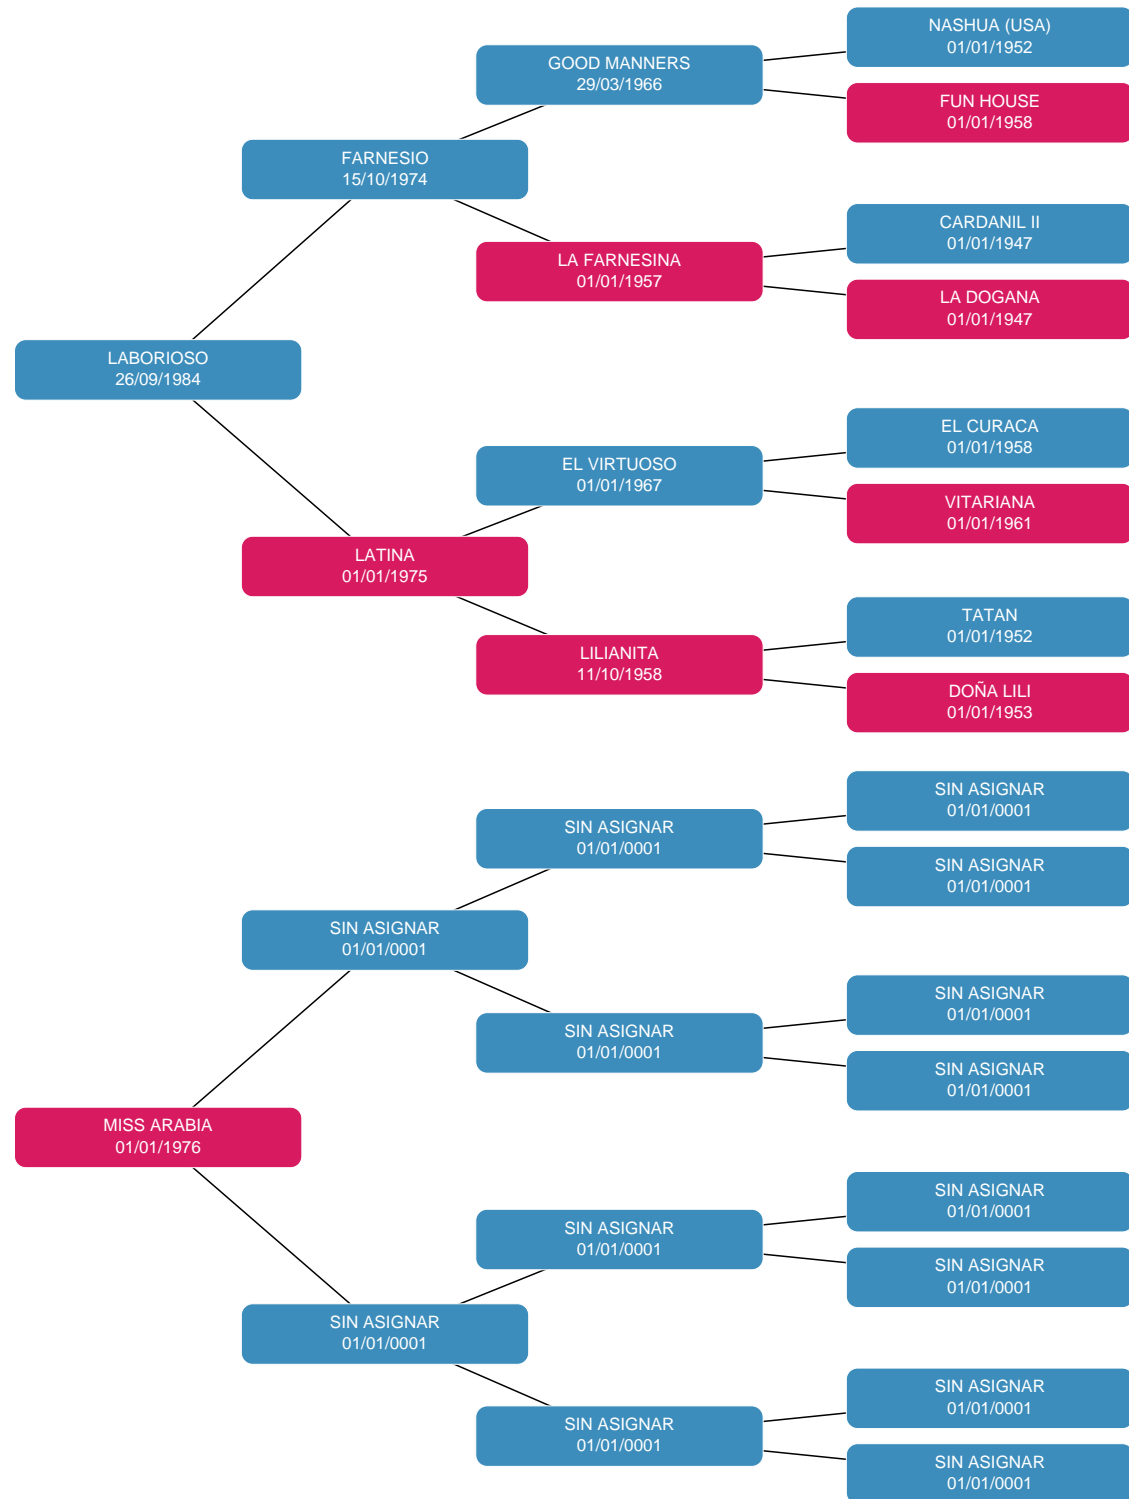 NASHUA (USA)
01/01/1952
GOOD MANNERS
29/03/1966
FUN HOUSE
01/01/1958
FARNESIO
15/10/1974
CARDANIL II
01/01/1947
LA FARNESINA
01/01/1957
LA DOGANA
01/01/1947
LABORIOSO
26/09/1984
EL CURACA
01/01/1958
EL VIRTUOSO
01/01/1967
VITARIANA
01/01/1961
LATINA
01/01/1975
TATAN
01/01/1952
LILIANITA
11/10/1958
DOÑA LILI
01/01/1953
SIN ASIGNAR
01/01/0001
SIN ASIGNAR
01/01/0001
SIN ASIGNAR
01/01/0001
SIN ASIGNAR
01/01/0001
SIN ASIGNAR
01/01/0001
SIN ASIGNAR
01/01/0001
SIN ASIGNAR
01/01/0001
MISS ARABIA
01/01/1976
SIN ASIGNAR
01/01/0001
SIN ASIGNAR
01/01/0001
SIN ASIGNAR
01/01/0001
SIN ASIGNAR
01/01/0001
SIN ASIGNAR
01/01/0001
SIN ASIGNAR
01/01/0001
SIN ASIGNAR
01/01/0001